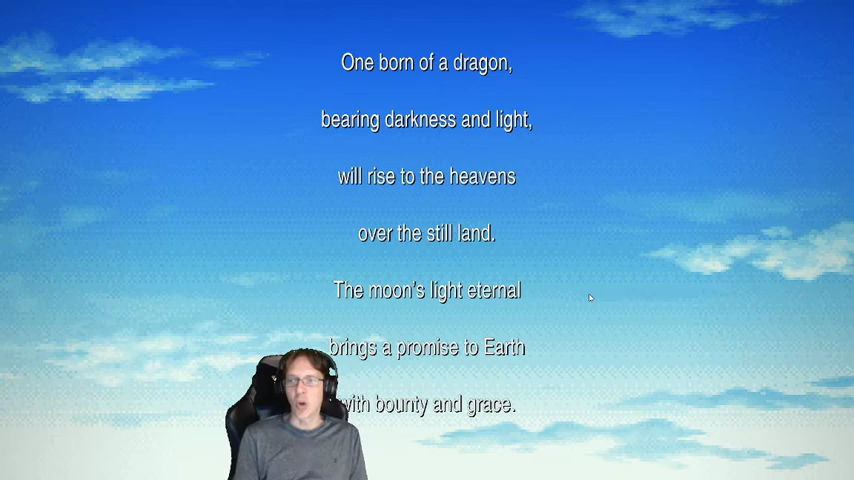 One born of a dragon,
bearing darkness and light,
will rise to the heavens
over the still land.
The moon's light eternal
brings a promise to Earth
with bounty and grace.